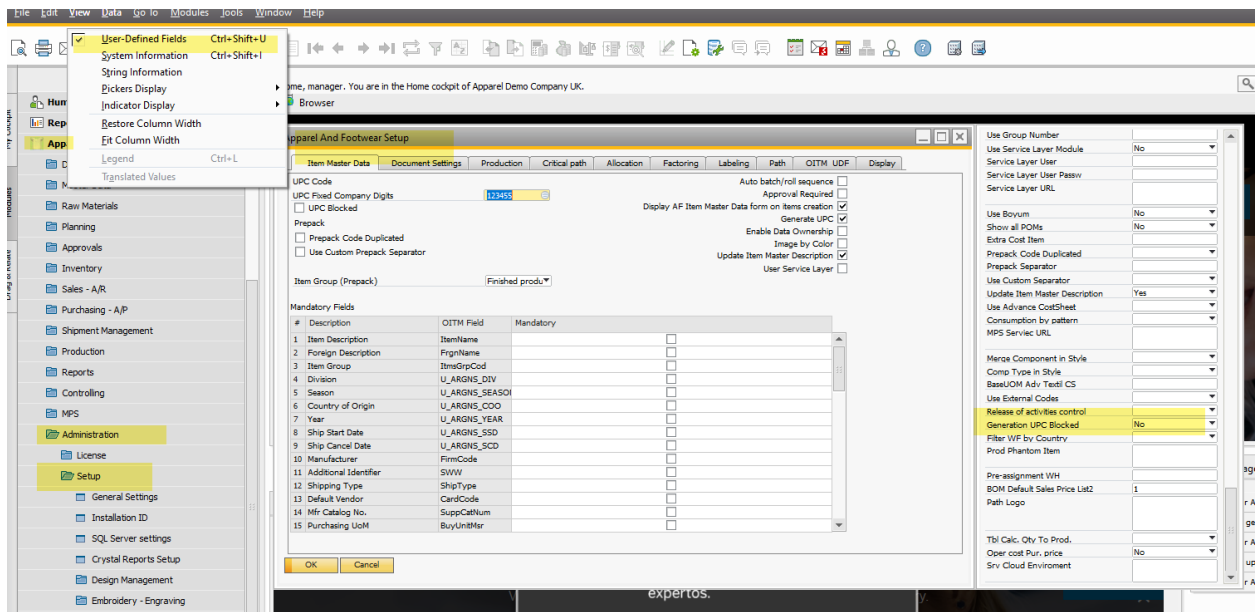 File Edit View Data Go To Modules Tools Window Help
User-Defined Fields Ctrl+Shift+U
System Information Ctrl+Shift+I
String Information
Pickers Display
Indicator Display
Restore Column Width
Fit Column Width
Legend Ctrl+L
Translated Values
ome, manager. You are in the Home cockpit of Apparel Demo Company UK.
Browser
Hum
Rep
App
D
M
Raw Materials
Planning
Approvals
Inventory
Sales - A/R
Purchasing - A/P
Shipment Management
Production
Reports
Controlling
MPS
Administration
License
Setup
General Settings
Installation ID
SQL Server settings
Crystal Reports Setup
Design Management
Embroidery - Engraving
Modules
Drag & Relate
pparel And Footwear Setup
Item Master Data Document Settings Production Critical path Allocation Factoring Labeling Path OITM UDF Display
UPC Code
UPC Fixed Company Digits 123455
UPC Blocked
Prepack
Prepack Code Duplicated
Use Custom Prepack Separator
Item Group (Prepack) Finished produ
Auto batch/roll sequence
Approval Required
Display AF Item Master Data form on items creation
Generate UPC
Enable Data Ownership
Image by Color
Update Item Master Description
User Service Layer
Mandatory Fields
# Description OITM Field Mandatory
1 Item Description ItemName
2 Foreign Description FrgnName
3 Item Group ItmsGrpCod
4 Division U_ARGNS_DIV
5 Season U_ARGNS_SEASO
6 Country of Origin U_ARGNS_COO
7 Year U_ARGNS_YEAR
8 Ship Start Date U_ARGNS_SSD
9 Ship Cancel Date U_ARGNS_SCD
10 Manufacturer FirmCode
11 Additional Identifier SWW
12 Shipping Type ShipType
13 Default Vendor CardCode
14 Mfr Catalog No. SuppCatNum
15 Purchasing UoM BuyUnitMsr
OK Cancel
Use Group Number
Use Service Layer Module No
Service Layer User
Service Layer User Passw
Service Layer URL
Use Boyum No
Show all POMs No
Extra Cost Item
Prepack Code Duplicated
Prepack Separator
Use Custom Separator
Update Item Master Description Yes
Use Advance CostSheet
Consumption by pattern
MPS Serviec URL
Merge Component in Style
Comp Type in Style
BaseUOM Adv Textil CS
Use External Codes
Release of activities control
Generation UPC Blocked No
Filter WF by Country
Prod Phantom Item
Pre-assignment WH
BOM Default Sales Price List2 1
Path Logo
Tbl Calc. Qty To Prod.
Oper cost Pur. price No
Srv Cloud Enviroment
expertos.